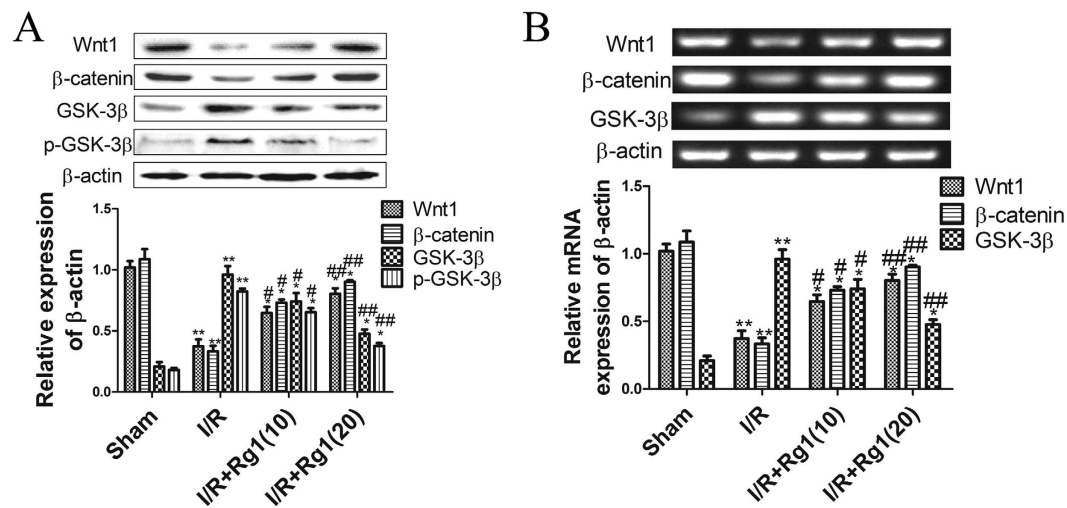 A
Wnt1
β-catenin
GSK-3β
p-GSK-3β
β-actin
Relative expression
of β-actin
1.5
1.0
0.5
0.0
Wnt1
β-catenin
GSK-3β
p-GSK-3β
** ** ** **
# # # #
* * * *
## ## ## ##
* * * *
Sham
I/R
I/R+Rg1(10)
I/R+Rg1(20)
B
Wnt1
β-catenin
GSK-3β
β-actin
Relative mRNA
expression of β-actin
1.5
1.0
0.5
0.0
Wnt1
β-catenin
GSK-3β
** ** **
# # #
* * *
## ## ##
* * *
Sham
I/R
I/R+Rg1(10)
I/R+Rg1(20)